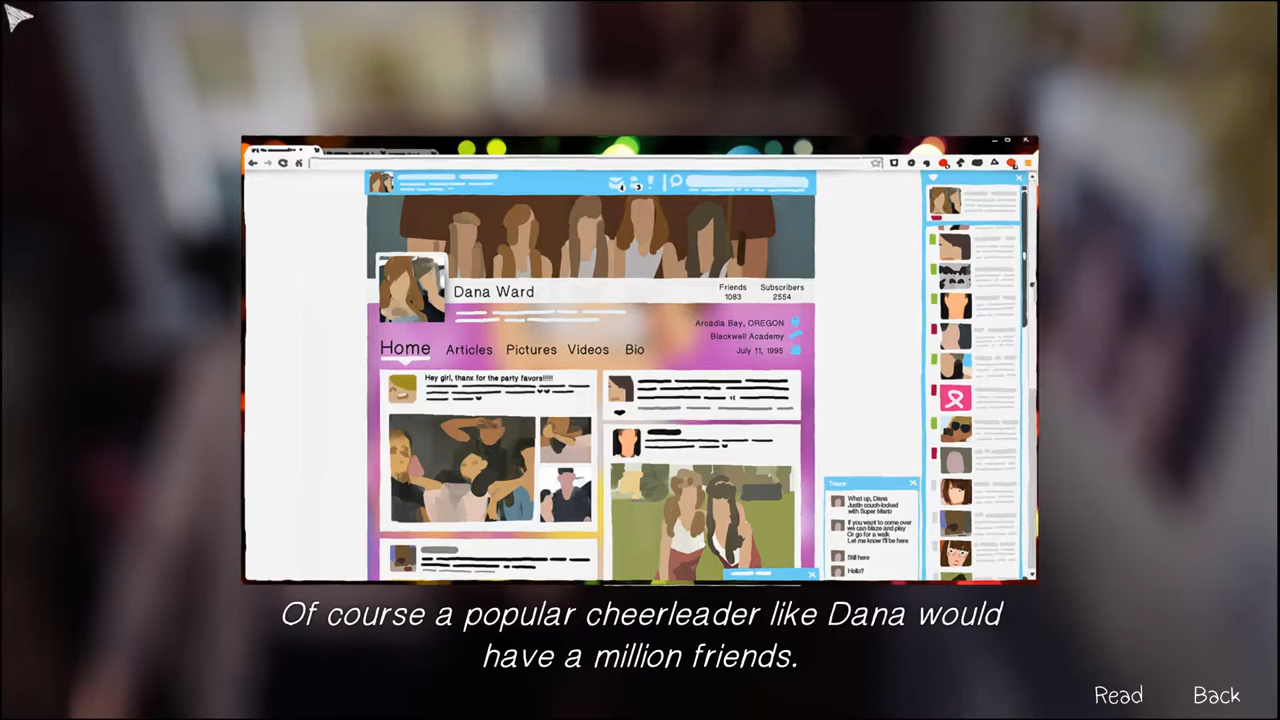 Dana Ward
Friends
1083
Subscribers
2554
Arcadia Bay, OREGON
Blackwell Academy
July 11, 1995
Home Articles Pictures Videos Bio
Hey girl, thanx for the party favors!!!!!
Trevor
What up, Dana
Justin couch-locked
with Super Mario
If you want to come over
we can blaze and play
Or go for a walk
Let me know I'll be here
Still here
Hello?
Of course a popular cheerleader like Dana would
have a million friends.
Read Back